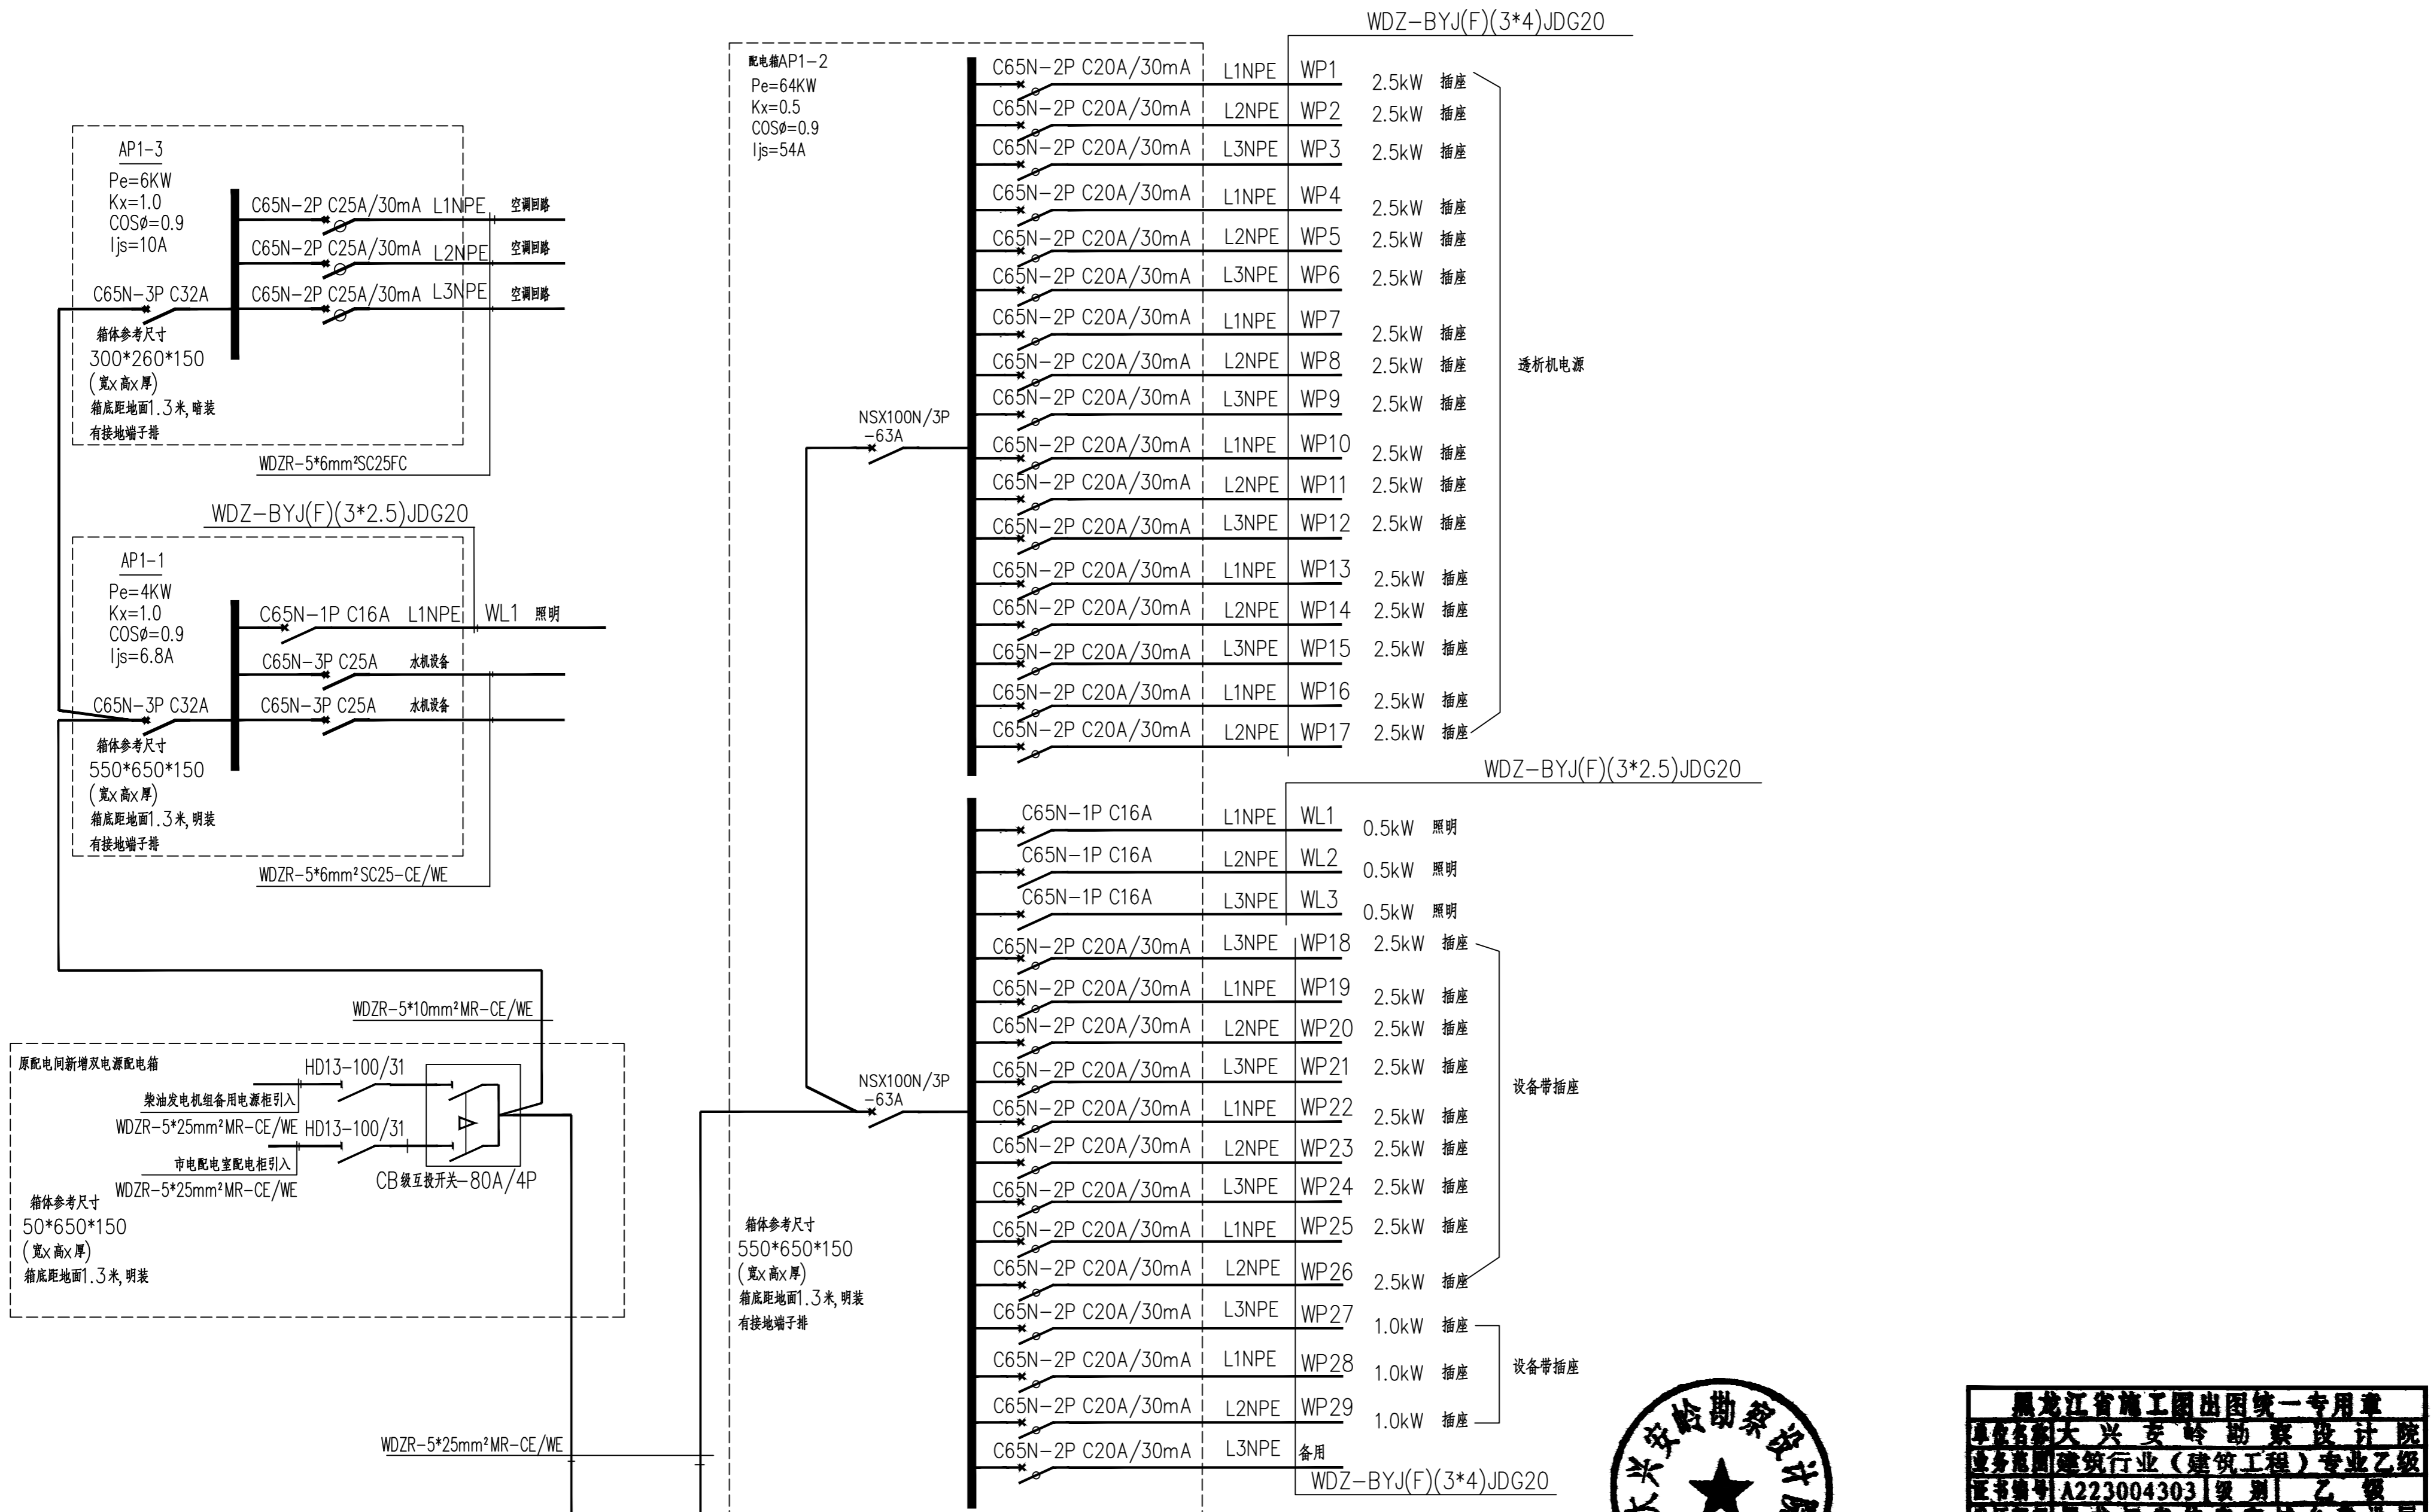 AP1-3
Pe=6KW
Kx=1.0
COSø=0.9
Ijs=10A
C65N-2P C25A/30mA L1NPE 空调回路
C65N-2P C25A/30mA L2NPE 空调回路
C65N-3P C32A
C65N-2P C25A/30mA L3NPE 空调回路
箱体参考尺寸
300*260*150
(宽x高x厚)
箱底距地面1.3米,暗装
有接地端子排
WDZR-5*6mm²SC25FC
WDZ-BYJ(F)(3*2.5)JDG20
AP1-1
Pe=4KW
Kx=1.0
COSø=0.9
Ijs=6.8A
C65N-1P C16A L1NPE WL1 照明
C65N-3P C25A 水机设备
C65N-3P C32A
C65N-3P C25A 水机设备
箱体参考尺寸
550*650*150
(宽x高x厚)
箱底距地面1.3米,明装
有接地端子排
WDZR-5*6mm²SC25-CE/WE
WDZR-5*10mm²MR-CE/WE
原配电间新增双电源配电箱
HD13-100/31
柴油发电机组备用电源柜引入
WDZR-5*25mm²MR-CE/WE
HD13-100/31
市电配电室配电柜引入
WDZR-5*25mm²MR-CE/WE
CB级互投开关-80A/4P
箱体参考尺寸
50*650*150
(宽x高x厚)
箱底距地面1.3米,明装
WDZR-5*25mm²MR-CE/WE
WDZ-BYJ(F)(3*4)JDG20
配电箱AP1-2
Pe=64KW
Kx=0.5
COSø=0.9
Ijs=54A
C65N-2P C20A/30mA L1NPE WP1 2.5kW 插座
C65N-2P C20A/30mA L2NPE WP2 2.5kW 插座
C65N-2P C20A/30mA L3NPE WP3 2.5kW 插座
C65N-2P C20A/30mA L1NPE WP4 2.5kW 插座
C65N-2P C20A/30mA L2NPE WP5 2.5kW 插座
C65N-2P C20A/30mA L3NPE WP6 2.5kW 插座
C65N-2P C20A/30mA L1NPE WP7 2.5kW 插座
C65N-2P C20A/30mA L2NPE WP8 2.5kW 插座
透析机电源
C65N-2P C20A/30mA L3NPE WP9 2.5kW 插座
NSX100N/3P
-63A
C65N-2P C20A/30mA L1NPE WP10 2.5kW 插座
C65N-2P C20A/30mA L2NPE WP11 2.5kW 插座
C65N-2P C20A/30mA L3NPE WP12 2.5kW 插座
C65N-2P C20A/30mA L1NPE WP13 2.5kW 插座
C65N-2P C20A/30mA L2NPE WP14 2.5kW 插座
C65N-2P C20A/30mA L3NPE WP15 2.5kW 插座
C65N-2P C20A/30mA L1NPE WP16 2.5kW 插座
C65N-2P C20A/30mA L2NPE WP17 2.5kW 插座
WDZ-BYJ(F)(3*2.5)JDG20
C65N-1P C16A L1NPE WL1 0.5kW 照明
C65N-1P C16A L2NPE WL2 0.5kW 照明
C65N-1P C16A L3NPE WL3 0.5kW 照明
C65N-2P C20A/30mA L3NPE WP18 2.5kW 插座
C65N-2P C20A/30mA L1NPE WP19 2.5kW 插座
C65N-2P C20A/30mA L2NPE WP20 2.5kW 插座
C65N-2P C20A/30mA L3NPE WP21 2.5kW 插座
设备带插座
NSX100N/3P
-63A
C65N-2P C20A/30mA L1NPE WP22 2.5kW 插座
C65N-2P C20A/30mA L2NPE WP23 2.5kW 插座
C65N-2P C20A/30mA L3NPE WP24 2.5kW 插座
C65N-2P C20A/30mA L1NPE WP25 2.5kW 插座
C65N-2P C20A/30mA L2NPE WP26 2.5kW 插座
C65N-2P C20A/30mA L3NPE WP27 1.0kW 插座
C65N-2P C20A/30mA L1NPE WP28 1.0kW 插座
设备带插座
C65N-2P C20A/30mA L2NPE WP29 1.0kW 插座
C65N-2P C20A/30mA L3NPE 备用
WDZ-BYJ(F)(3*4)JDG20
箱体参考尺寸
550*650*150
(宽x高x厚)
箱底距地面1.3米,明装
有接地端子排
大兴安岭勘察设计院
黑龙江省施工图出图统一专用章
单位名称 大兴安岭勘察设计院
业务范围 建筑行业(建筑工程)专业乙级
证书编号 A223004303 级别 乙级